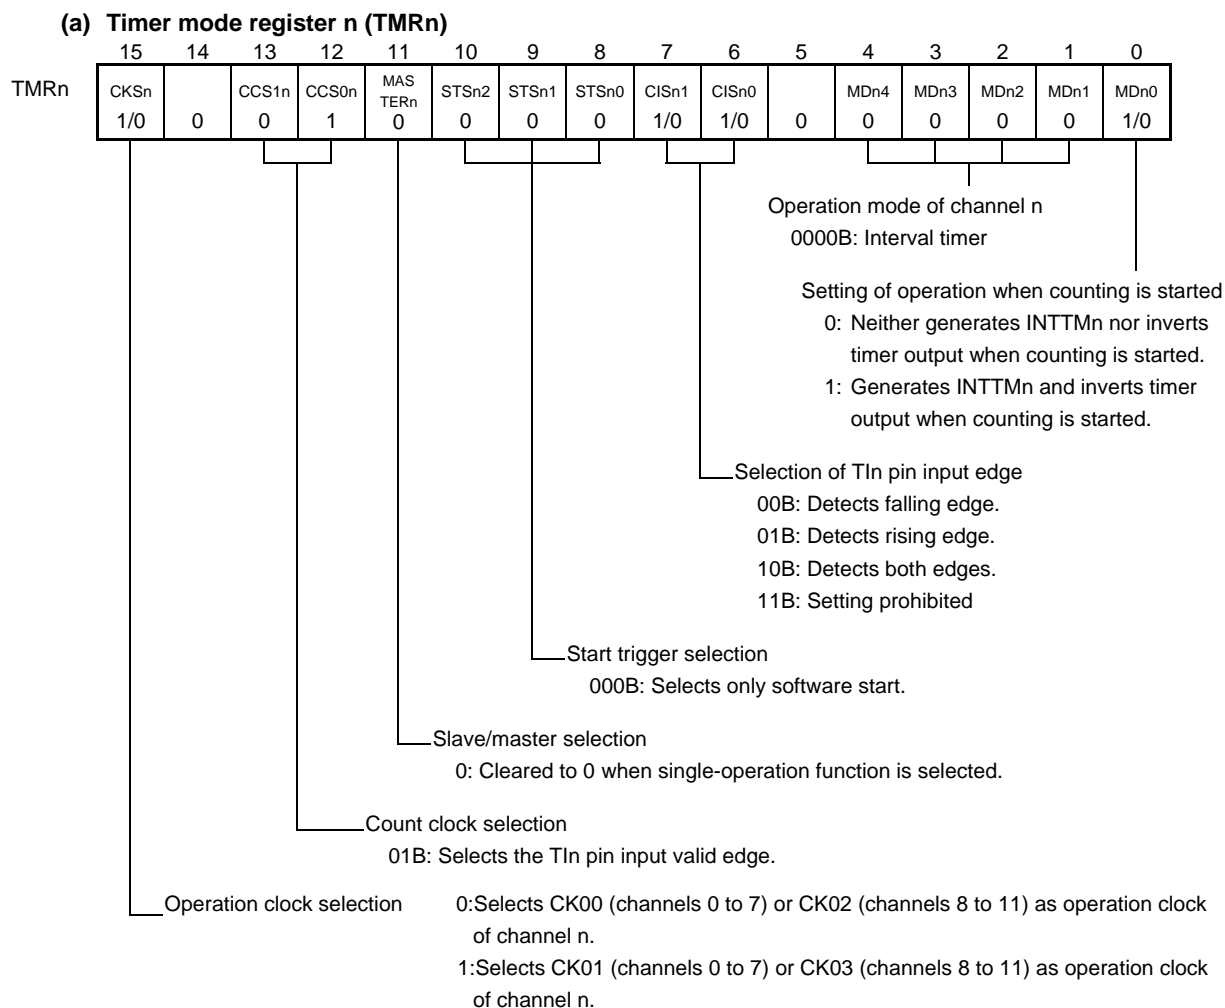 (a) Timer mode register n (TMRn)
15 14 13 12 11 10 9 8 7 6 5 4 3 2 1 0
TMRn CKSn CCS1n CCS0n MAS TERn STSn2 STSn1 STSn0 CISn1 CISn0 MDn4 MDn3 MDn2 MDn1 MDn0
1/0 0 0 1 0 0 0 0 1/0 1/0 0 0 0 0 0 1/0
Operation mode of channel n
0000B: Interval timer
Setting of operation when counting is started
0: Neither generates INTTMn nor inverts
timer output when counting is started.
1: Generates INTTMn and inverts timer
output when counting is started.
Selection of TIn pin input edge
00B: Detects falling edge.
01B: Detects rising edge.
10B: Detects both edges.
11B: Setting prohibited
Start trigger selection
000B: Selects only software start.
Slave/master selection
0: Cleared to 0 when single-operation function is selected.
Count clock selection
01B: Selects the TIn pin input valid edge.
Operation clock selection 0:Selects CK00 (channels 0 to 7) or CK02 (channels 8 to 11) as operation clock
of channel n.
1:Selects CK01 (channels 0 to 7) or CK03 (channels 8 to 11) as operation clock
of channel n.